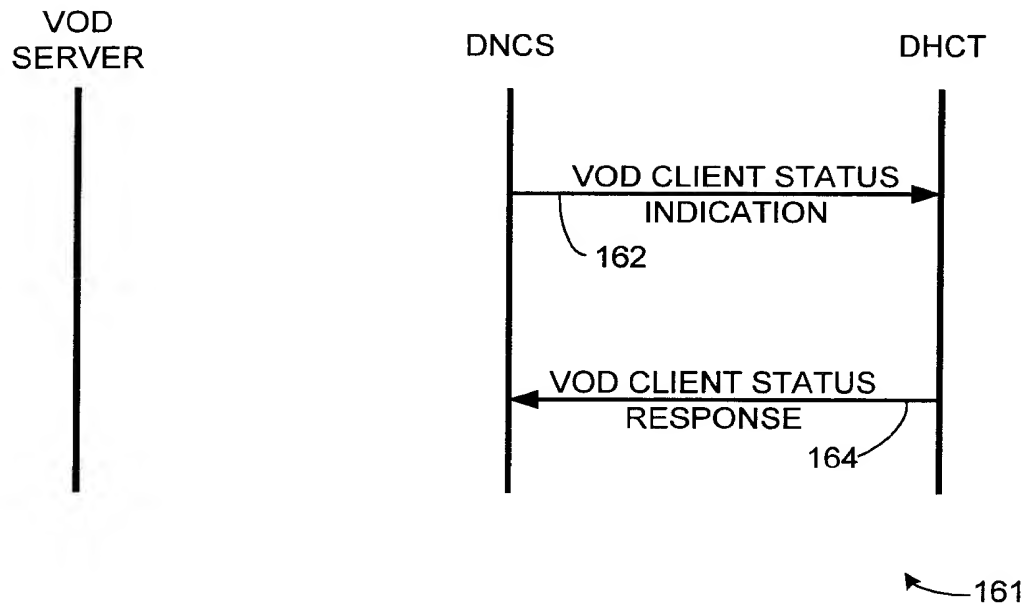 VOD
SERVER
DNCS
DHCT
VOD CLIENT STATUS
INDICATION
162
VOD CLIENT STATUS
RESPONSE
164
161